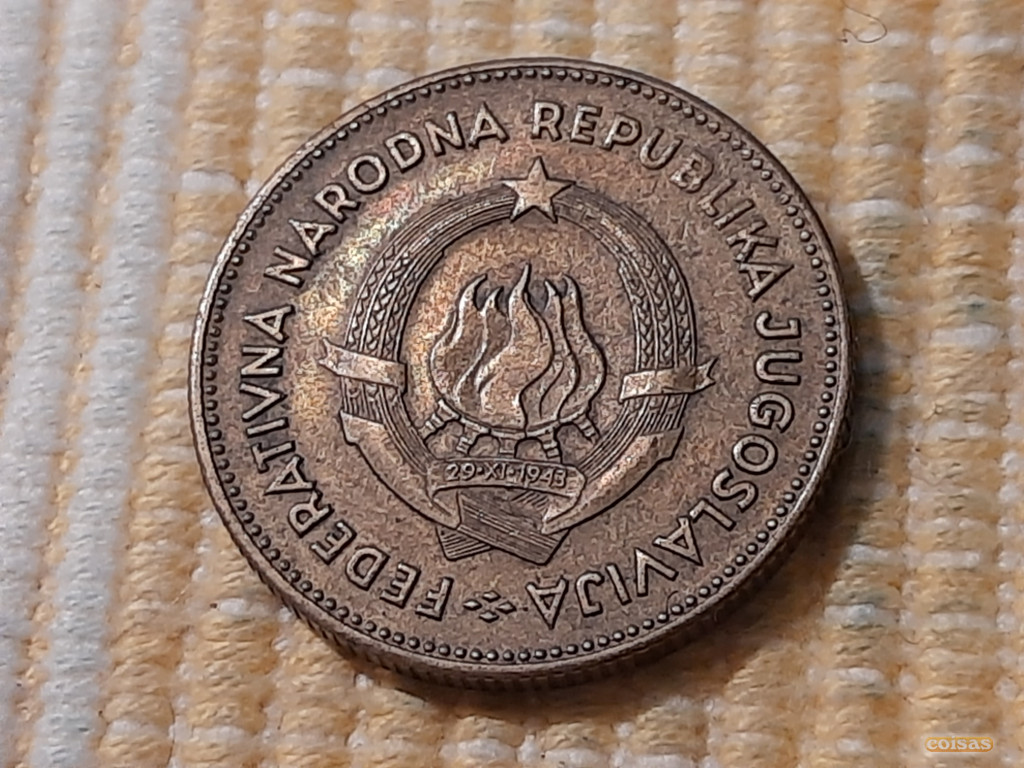 FEDERATIVNA NARODNA REPUBLIKA JUGOSLAVIJA
29·XI·1943
coisas